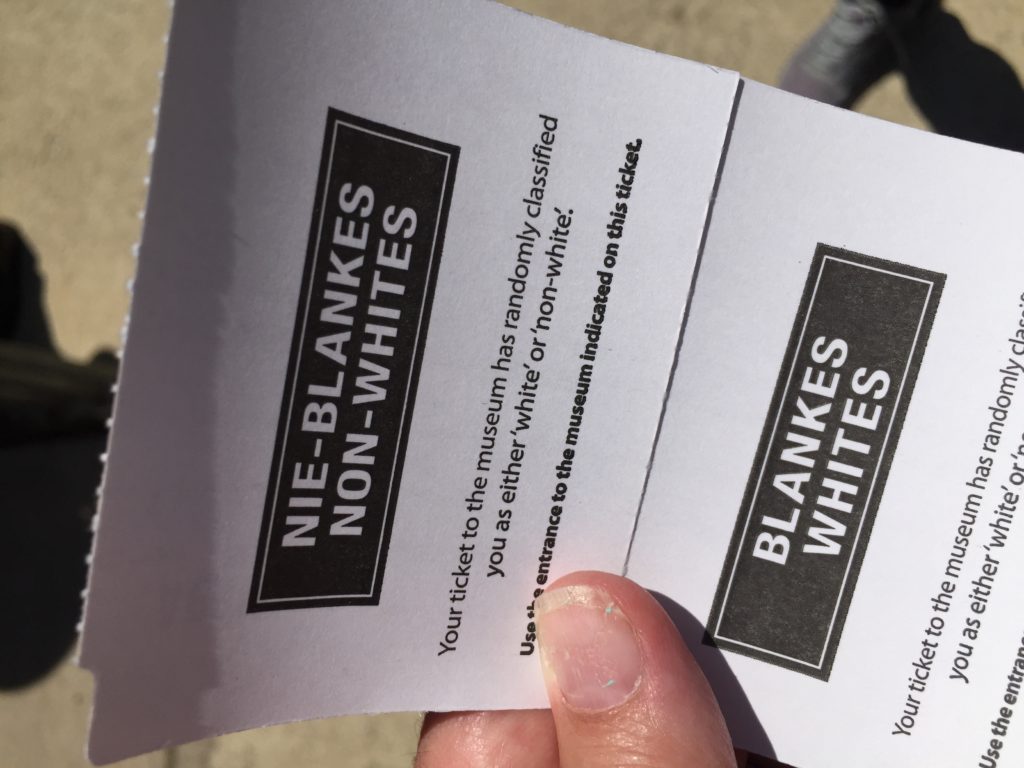 NIE-BLANKES
NON-WHITES
Your ticket to the museum has randomly classified
you as either 'white' or 'non-white'.
Use the entrance to the museum indicated on this ticket.
BLANKES
WHITES
Your ticket to the museum has randomly
you as either 'white' or
Use the